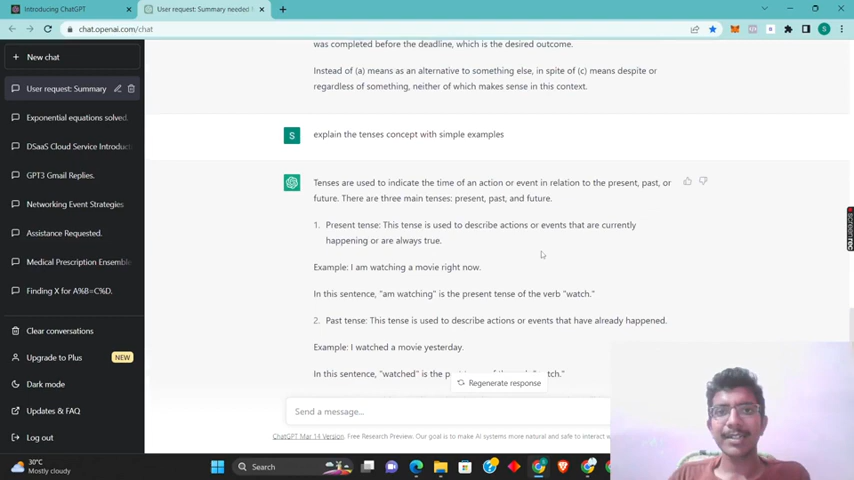 Introducing ChatGPT
User request: Summary needed
chat.openai.com/chat
New chat
User request: Summary
Exponential equations solved.
DSaaS Cloud Service Introduct
GPT3 Gmail Replies.
Networking Event Strategies
Assistance Requested.
Medical Prescription Ensemble
Finding X for A%B=C%D.
Clear conversations
Upgrade to Plus
NEW
Dark mode
Updates & FAQ
Log out
was completed before the deadline, which is the desired outcome.
Instead of (a) means as an alternative to something else, in spite of (c) means despite or
regardless of something, neither of which makes sense in this context.
S
explain the tenses concept with simple examples
Tenses are used to indicate the time of an action or event in relation to the present, past, or
future. There are three main tenses: present, past, and future.
1. Present tense: This tense is used to describe actions or events that are currently
happening or are always true.
Example: I am watching a movie right now.
In this sentence, "am watching" is the present tense of the verb "watch."
2. Past tense: This tense is used to describe actions or events that have already happened.
Example: I watched a movie yesterday.
In this sentence, "watched" is the
Regenerate response
Send a message...
ChatGPT Mar 14 Version. Free Research Preview. Our goal is to make AI systems more natural and safe to interact
screenrec
30°C
Mostly cloudy
Search